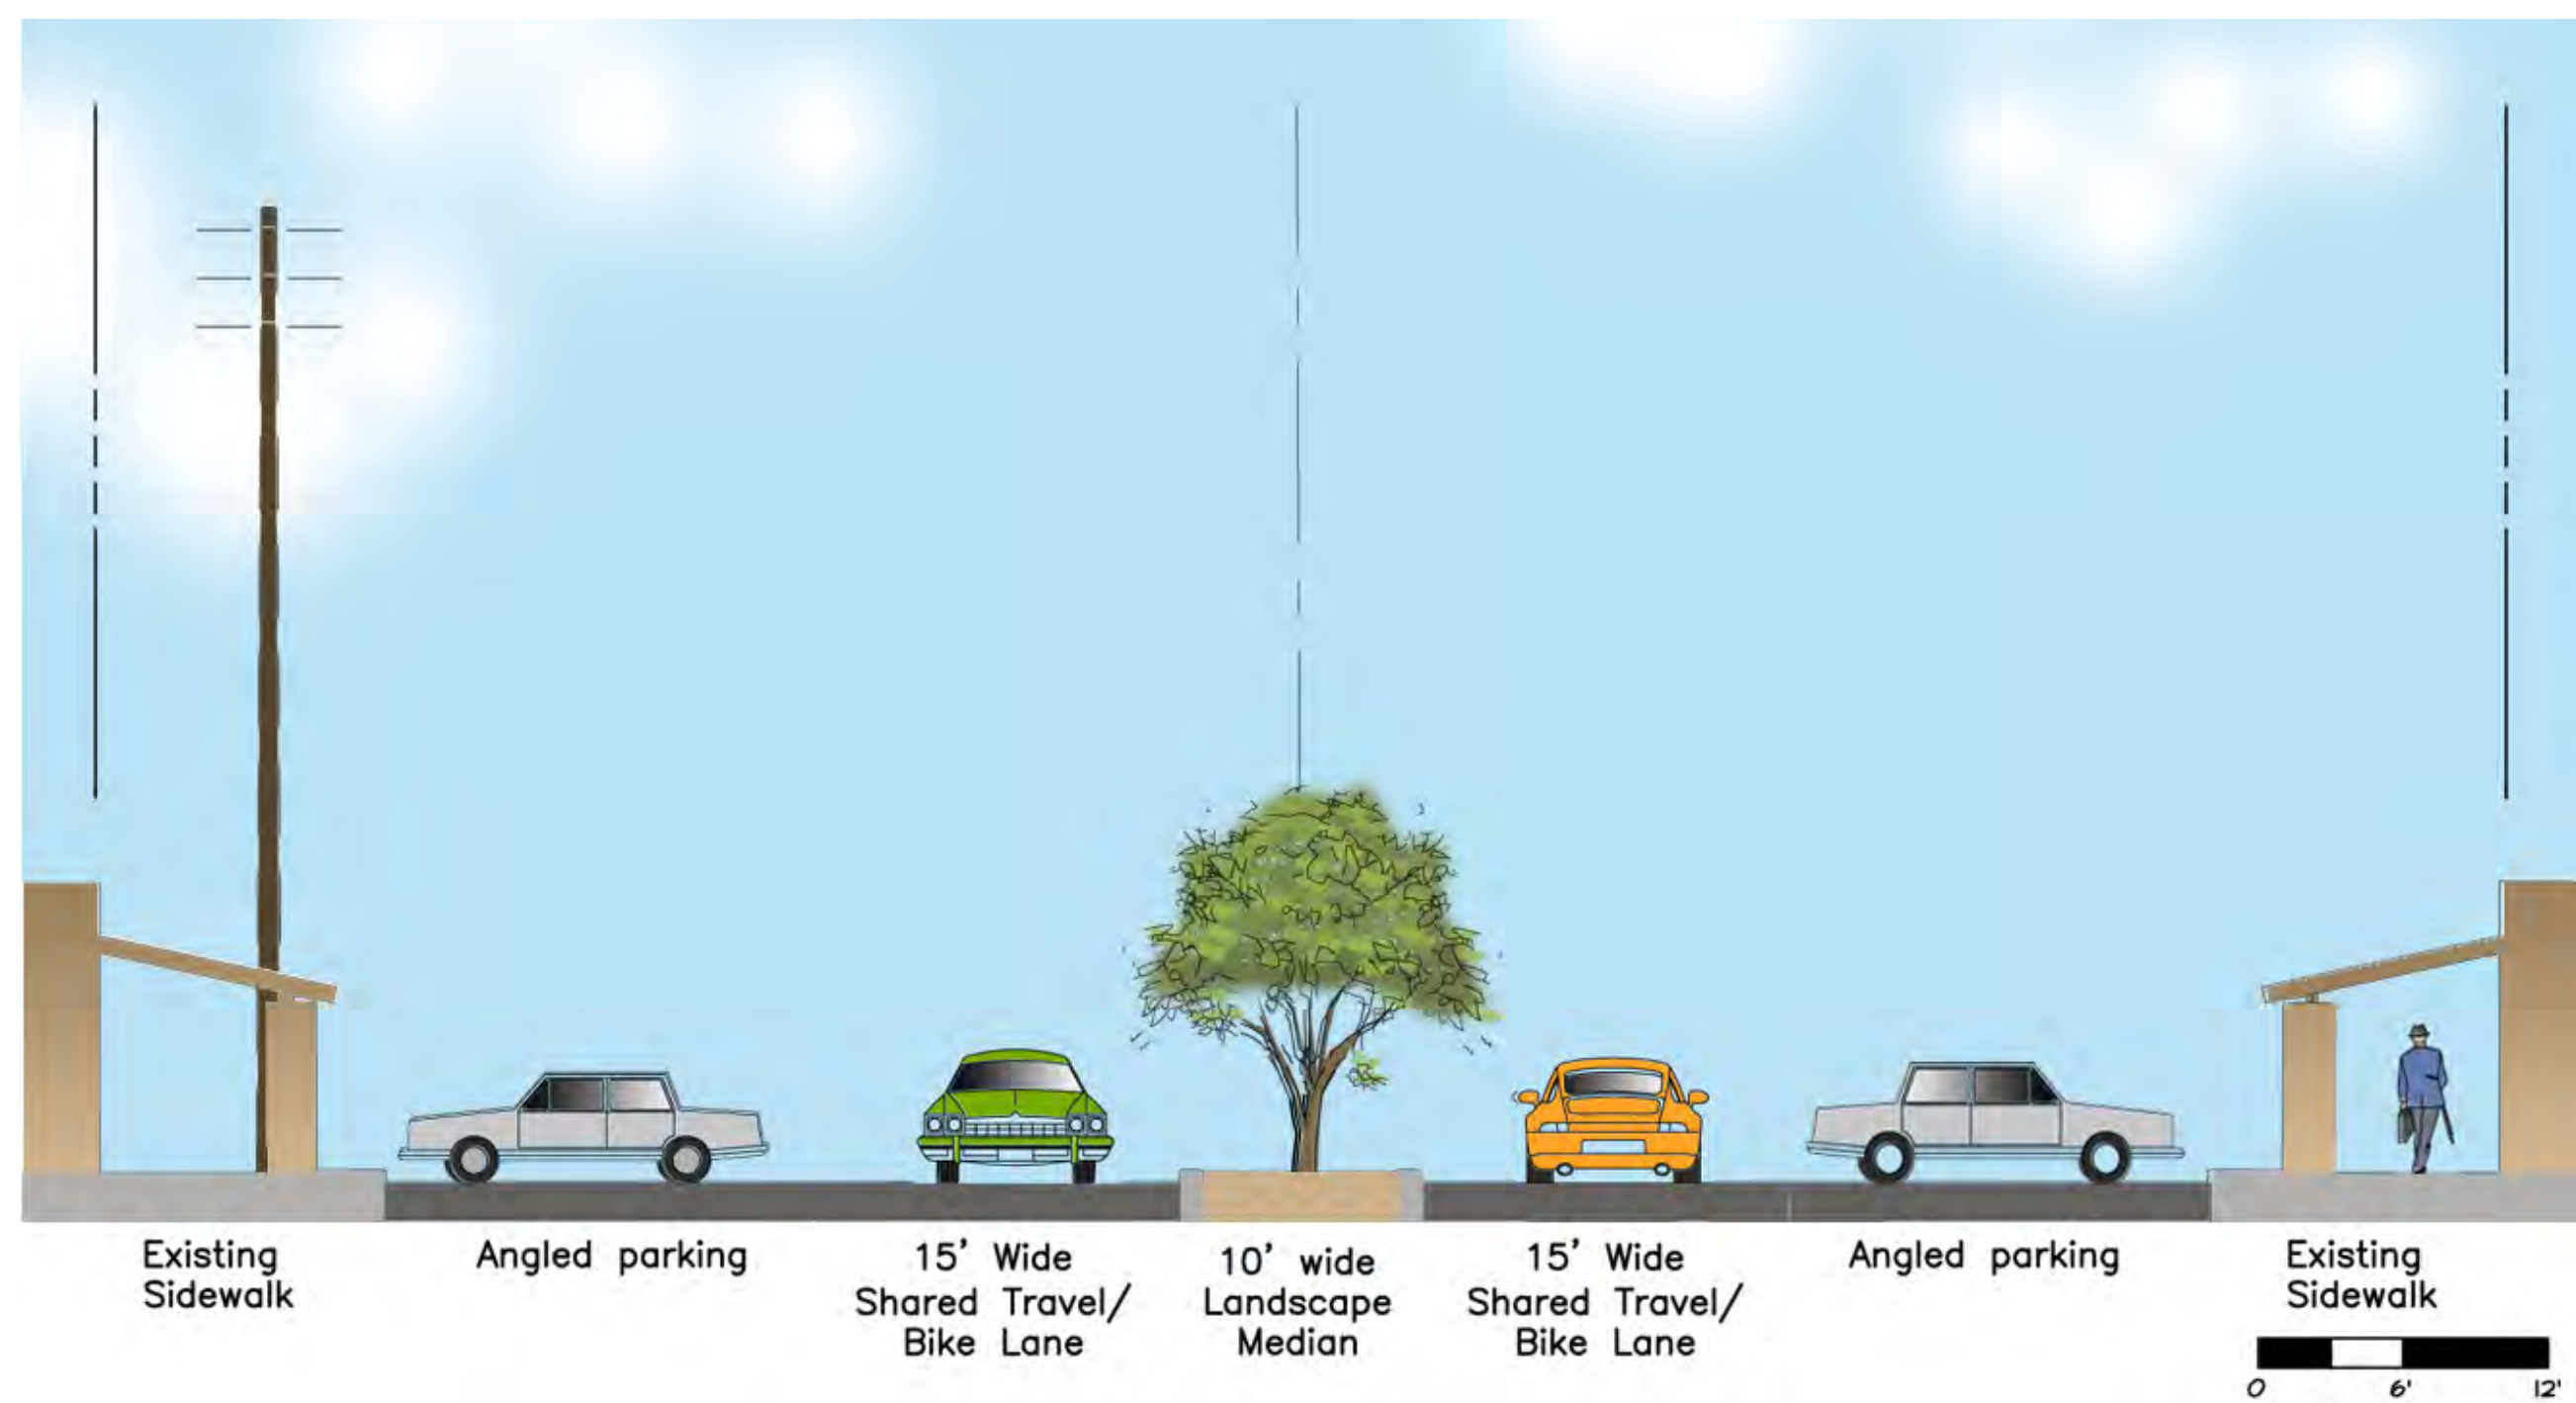 Existing
Sidewalk
Angled parking
15' Wide
Shared Travel/
Bike Lane
10' wide
Landscape
Median
15' Wide
Shared Travel/
Bike Lane
Angled parking
Existing
Sidewalk
0 6' 12'